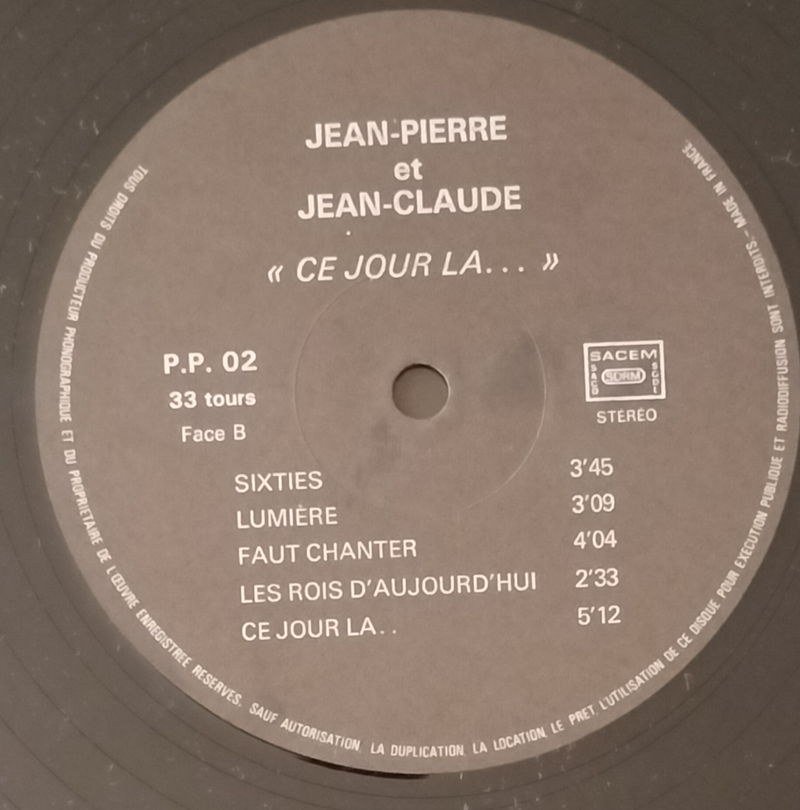 JEAN-PIERRE
et
JEAN-CLAUDE
« CE JOUR LA... »
P.P. 02
33 tours
Face B
SACEM
SACD
SDRM
SGDL
STÉRÉO
SIXTIES 3'45
LUMIÈRE 3'09
FAUT CHANTER 4'04
LES ROIS D'AUJOURD'HUI 2'33
CE JOUR LA.. 5'12
TOUS DROITS DU PRODUCTEUR PHONOGRAPHIQUE ET DU PROPRIETAIRE DE L'ŒUVRE ENREGISTREE RESERVES. SAUF AUTORISATION, LA DUPLICATION, LA LOCATION, LE PRET, L'UTILISATION DE CE DISQUE POUR EXECUTION PUBLIQUE ET RADIODIFFUSION SONT INTERDITS. - MADE IN FRANCE